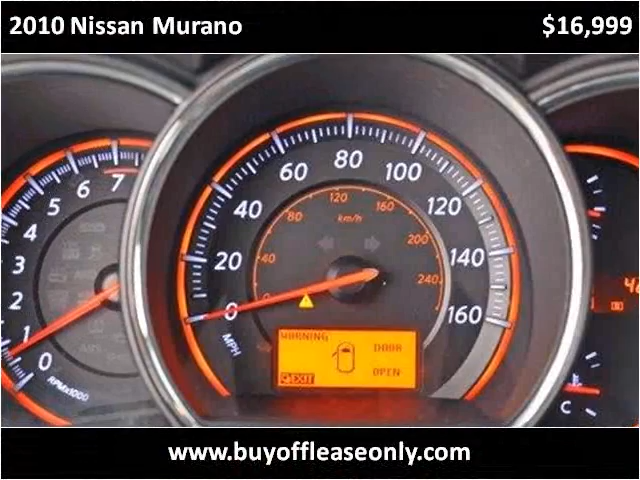 2010 Nissan Murano $16,999
80
60 100
120
80 160
km/h
5 6 7
40 120
4
200
3 20 40 240 140
2 0
1 0 160
MPH
0
WARNING
DOOR
OPEN
EXIT
RPMx1000
C
www.buyoffleaseonly.com